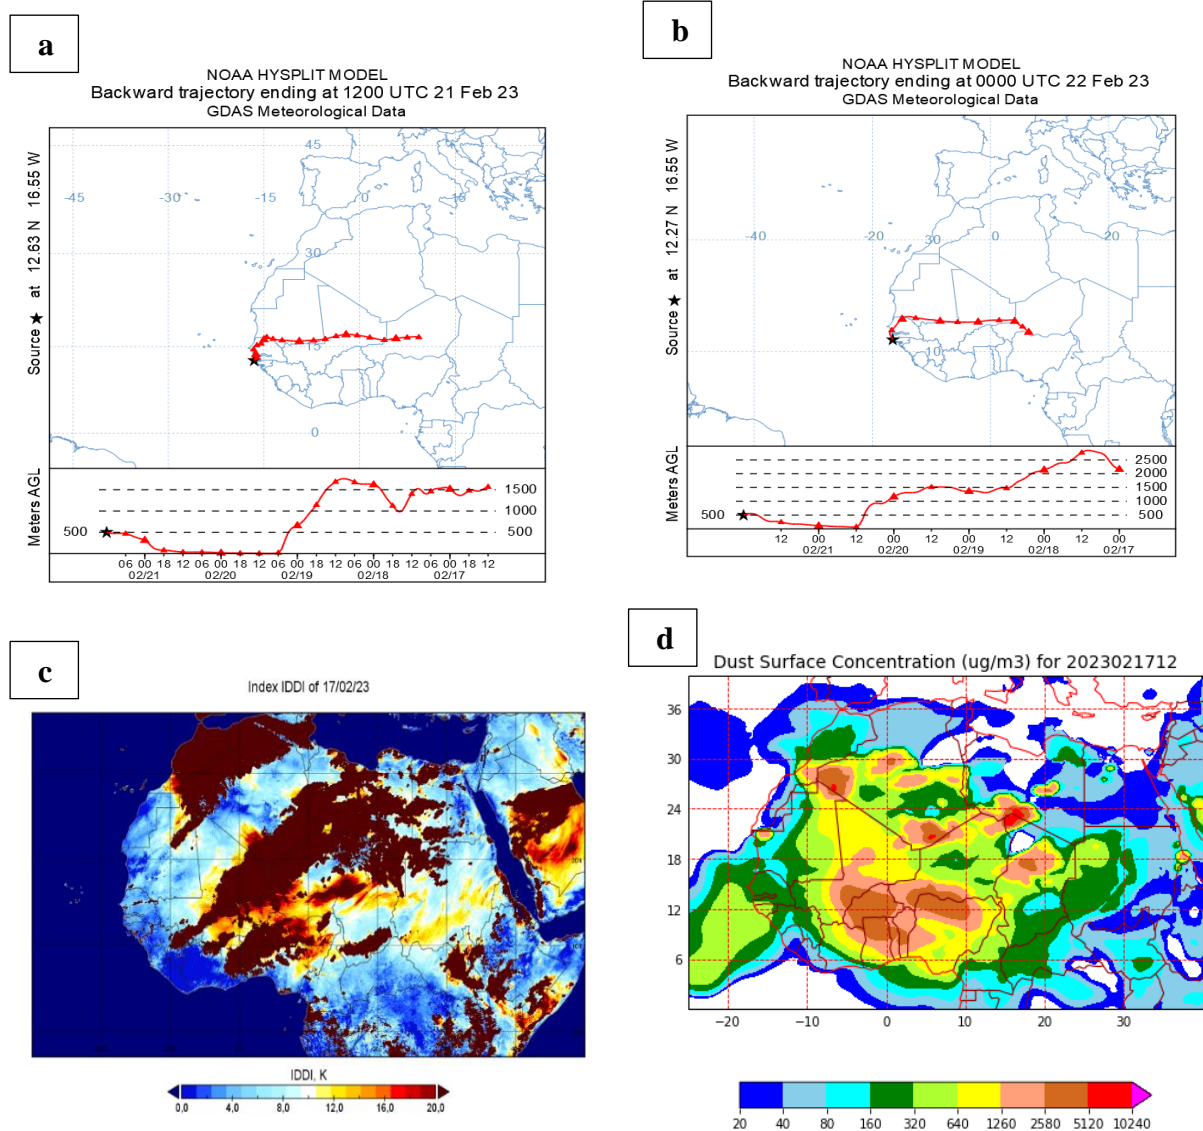 a
NOAA HYSPLIT MODEL
Backward trajectory ending at 1200 UTC 21 Feb 23
GDAS Meteorological Data
Source ★ at 12.63 N 16.55 W
45
-45 -30 -15 0
30
15
0
Meters AGL
1500
1000
500 500
06 00 18 12 06 00 18 12 06 00 18 12 06 00 18 12 06 00 18 12
02/21 02/20 02/19 02/18 02/17
b
NOAA HYSPLIT MODEL
Backward trajectory ending at 0000 UTC 22 Feb 23
GDAS Meteorological Data
Source ★ at 12.27 N 16.55 W
-40 -20 30 0 20
10
Meters AGL
2500
2000
1500
1000
500 500
12 00 12 00 12 00 12 00 12 00
02/21 02/20 02/19 02/18 02/17
c
Index IDDI of 17/02/23
IDDI, K
0,0 4,0 8,0 12,0 16,0 20,0
d
Dust Surface Concentration (ug/m3) for 2023021712
36
30
24
18
12
6
−20 −10 0 10 20 30
20 40 80 160 320 640 1260 2580 5120 10240